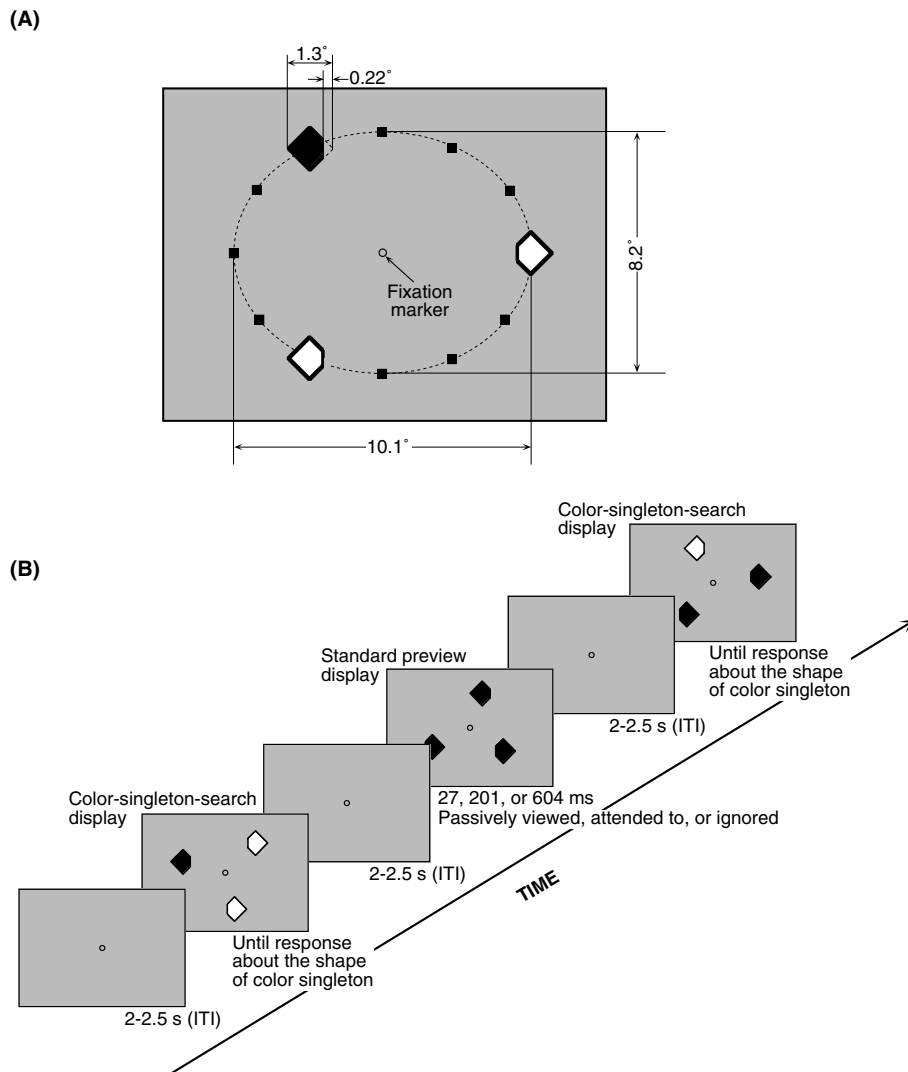 (A)
1.3°
0.22°
Fixation
marker
8.2°
10.1°
Color-singleton-search
display
(B)
Standard preview
display
Until response
about the shape
of color singleton
2-2.5 s (ITI)
Color-singleton-search
display
27, 201, or 604 ms
Passively viewed, attended to, or ignored
2-2.5 s (ITI)
TIME
Until response
about the shape
of color singleton
2-2.5 s (ITI)